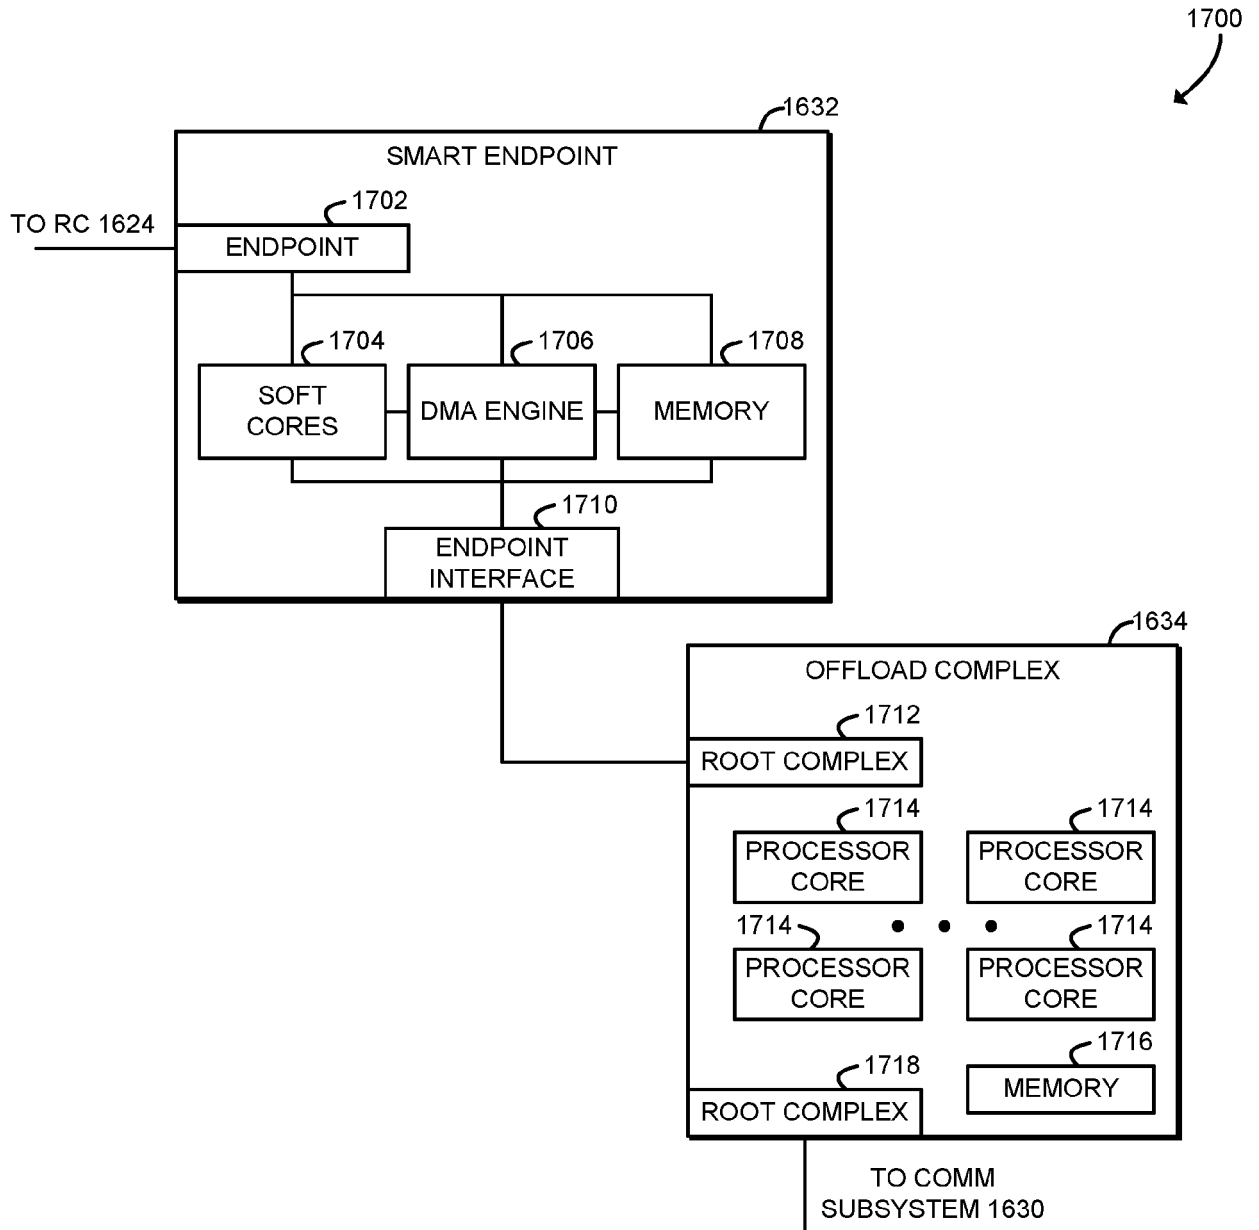 1700
1632
SMART ENDPOINT
1702
TO RC 1624
ENDPOINT
1704
1706
1708
SOFT
CORES
DMA ENGINE
MEMORY
1710
ENDPOINT
INTERFACE
1634
OFFLOAD COMPLEX
1712
ROOT COMPLEX
1714
1714
PROCESSOR
CORE
PROCESSOR
CORE
1714
1714
PROCESSOR
CORE
PROCESSOR
CORE
1716
MEMORY
1718
ROOT COMPLEX
TO COMM
SUBSYSTEM 1630